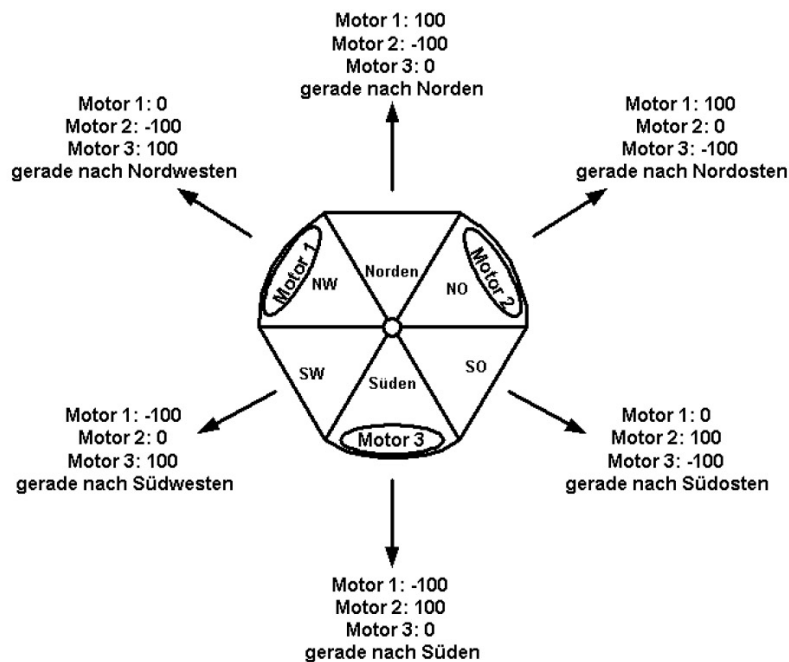 Motor 1: 100
Motor 2: -100
Motor 3: 0
gerade nach Norden
Motor 1: 0
Motor 2: -100
Motor 3: 100
gerade nach Nordwesten
Motor 1: 100
Motor 2: 0
Motor 3: -100
gerade nach Nordosten
Motor 1
NW
Norden
NO
Motor 2
SW
Süden
SO
Motor 3
Motor 1: -100
Motor 2: 0
Motor 3: 100
gerade nach Südwesten
Motor 1: 0
Motor 2: 100
Motor 3: -100
gerade nach Südosten
Motor 1: -100
Motor 2: 100
Motor 3: 0
gerade nach Süden